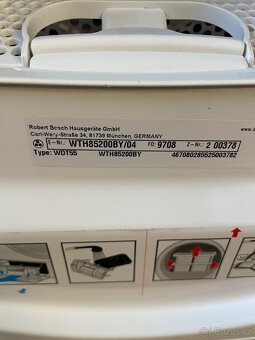 Robert Bosch Hausgeräte GmbH
Carl-Wery-Straße 34, 81739 München, GERMANY
E-Nr.: WTH85200BY/04 FD: 9708 Z-Nr.: 2 00378
Type: WDT55 WTH85200BY 467080285525003782